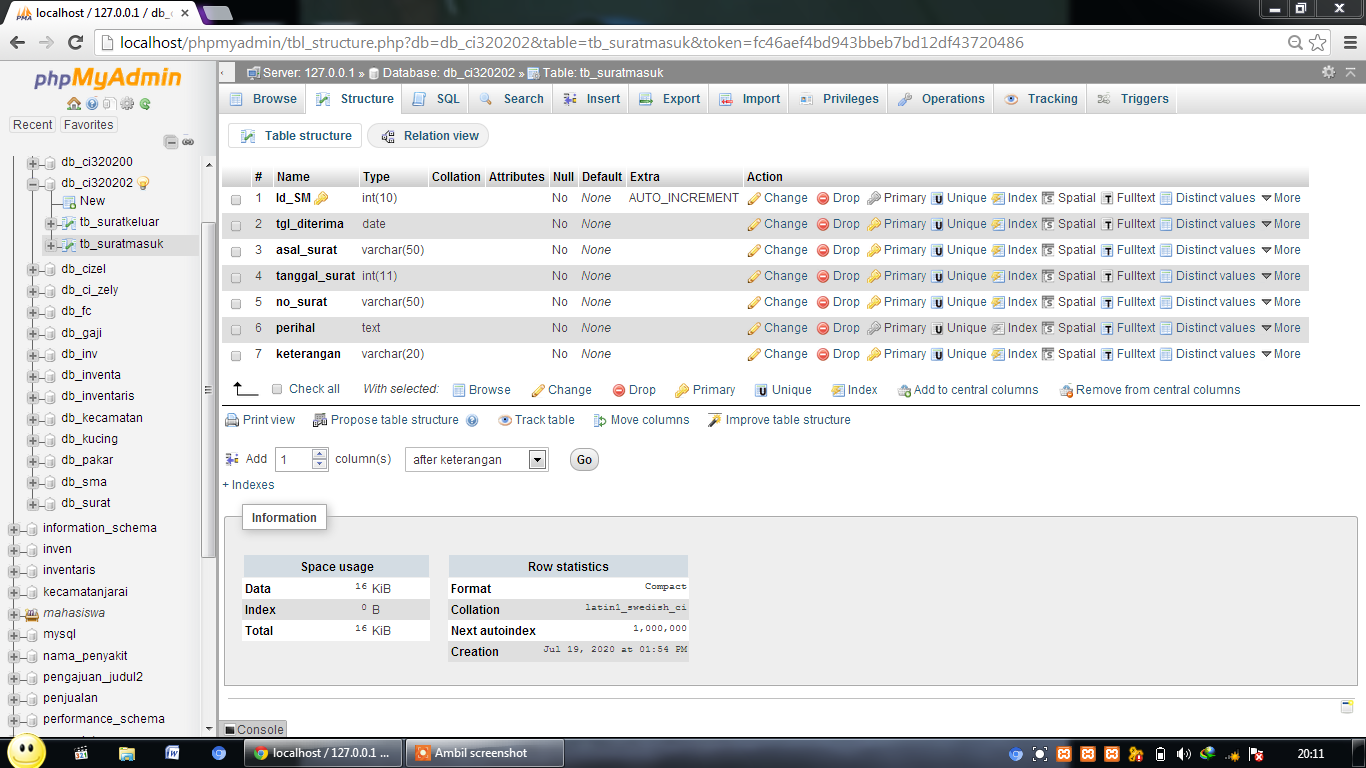 localhost / 127.0.0.1 / db_
localhost/phpmyadmin/tbl_structure.php?db=db_ci320202&table=tb_suratmasuk&token=fc46aef4bd943bbeb7bd12df43720486
phpMyAdmin
Recent Favorites
db_ci320200
db_ci320202
New
tb_suratkeluar
tb_suratmasuk
db_cizel
db_ci_zely
db_fc
db_gaji
db_inv
db_inventa
db_inventaris
db_kecamatan
db_kucing
db_pakar
db_sma
db_surat
information_schema
inven
inventaris
kecamatanjarai
mahasiswa
mysql
nama_penyakit
pengajuan_judul2
penjualan
performance_schema
Server: 127.0.0.1 » Database: db_ci320202 » Table: tb_suratmasuk
Browse Structure SQL Search Insert Export Import Privileges Operations Tracking Triggers
Table structure Relation view
# Name Type Collation Attributes Null Default Extra Action
1 Id_SM int(10) No None AUTO_INCREMENT Change Drop Primary Unique Index Spatial Fulltext Distinct values More
2 tgl_diterima date No None Change Drop Primary Unique Index Spatial Fulltext Distinct values More
3 asal_surat varchar(50) No None Change Drop Primary Unique Index Spatial Fulltext Distinct values More
4 tanggal_surat int(11) No None Change Drop Primary Unique Index Spatial Fulltext Distinct values More
5 no_surat varchar(50) No None Change Drop Primary Unique Index Spatial Fulltext Distinct values More
6 perihal text No None Change Drop Primary Unique Index Spatial Fulltext Distinct values More
7 keterangan varchar(20) No None Change Drop Primary Unique Index Spatial Fulltext Distinct values More
Check all With selected: Browse Change Drop Primary Unique Index Add to central columns Remove from central columns
Print view Propose table structure Track table Move columns Improve table structure
Add 1 column(s) after keterangan Go
+ Indexes
Information
Space usage
Data 16 KiB
Index 0 B
Total 16 KiB
Row statistics
Format Compact
Collation latin1_swedish_ci
Next autoindex 1,000,000
Creation Jul 19, 2020 at 01:54 PM
Console
localhost / 127.0.0.1 ... Ambil screenshot 20:11